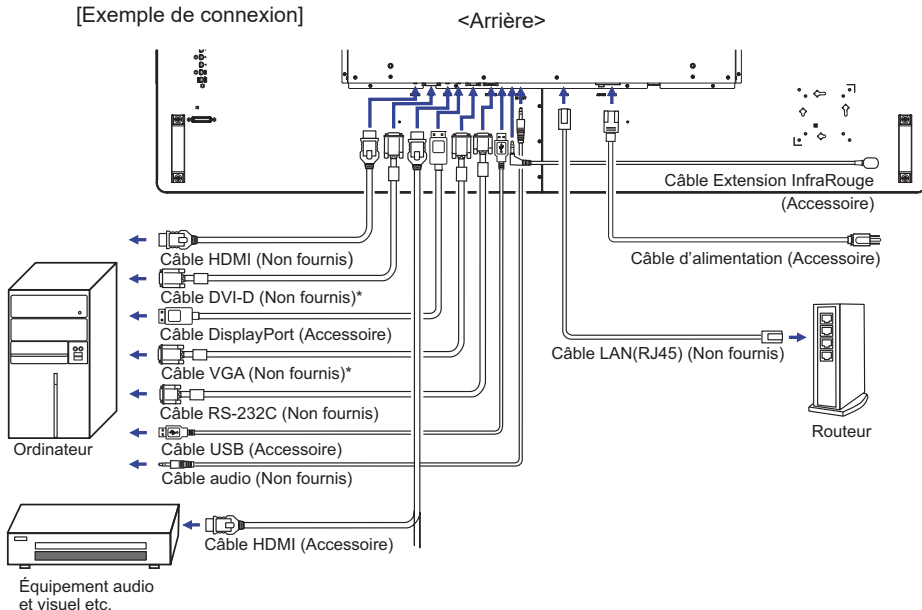 [Exemple de connexion]
<Arrière>
Câble Extension InfraRouge
(Accessoire)
Câble HDMI (Non fournis)
Câble d'alimentation (Accessoire)
Câble DVI-D (Non fournis)*
Câble DisplayPort (Accessoire)
Câble LAN(RJ45) (Non fournis)
Câble VGA (Non fournis)*
Câble RS-232C (Non fournis)
Routeur
Ordinateur
Câble USB (Accessoire)
Câble audio (Non fournis)
Câble HDMI (Accessoire)
Équipement audio
et visuel etc.